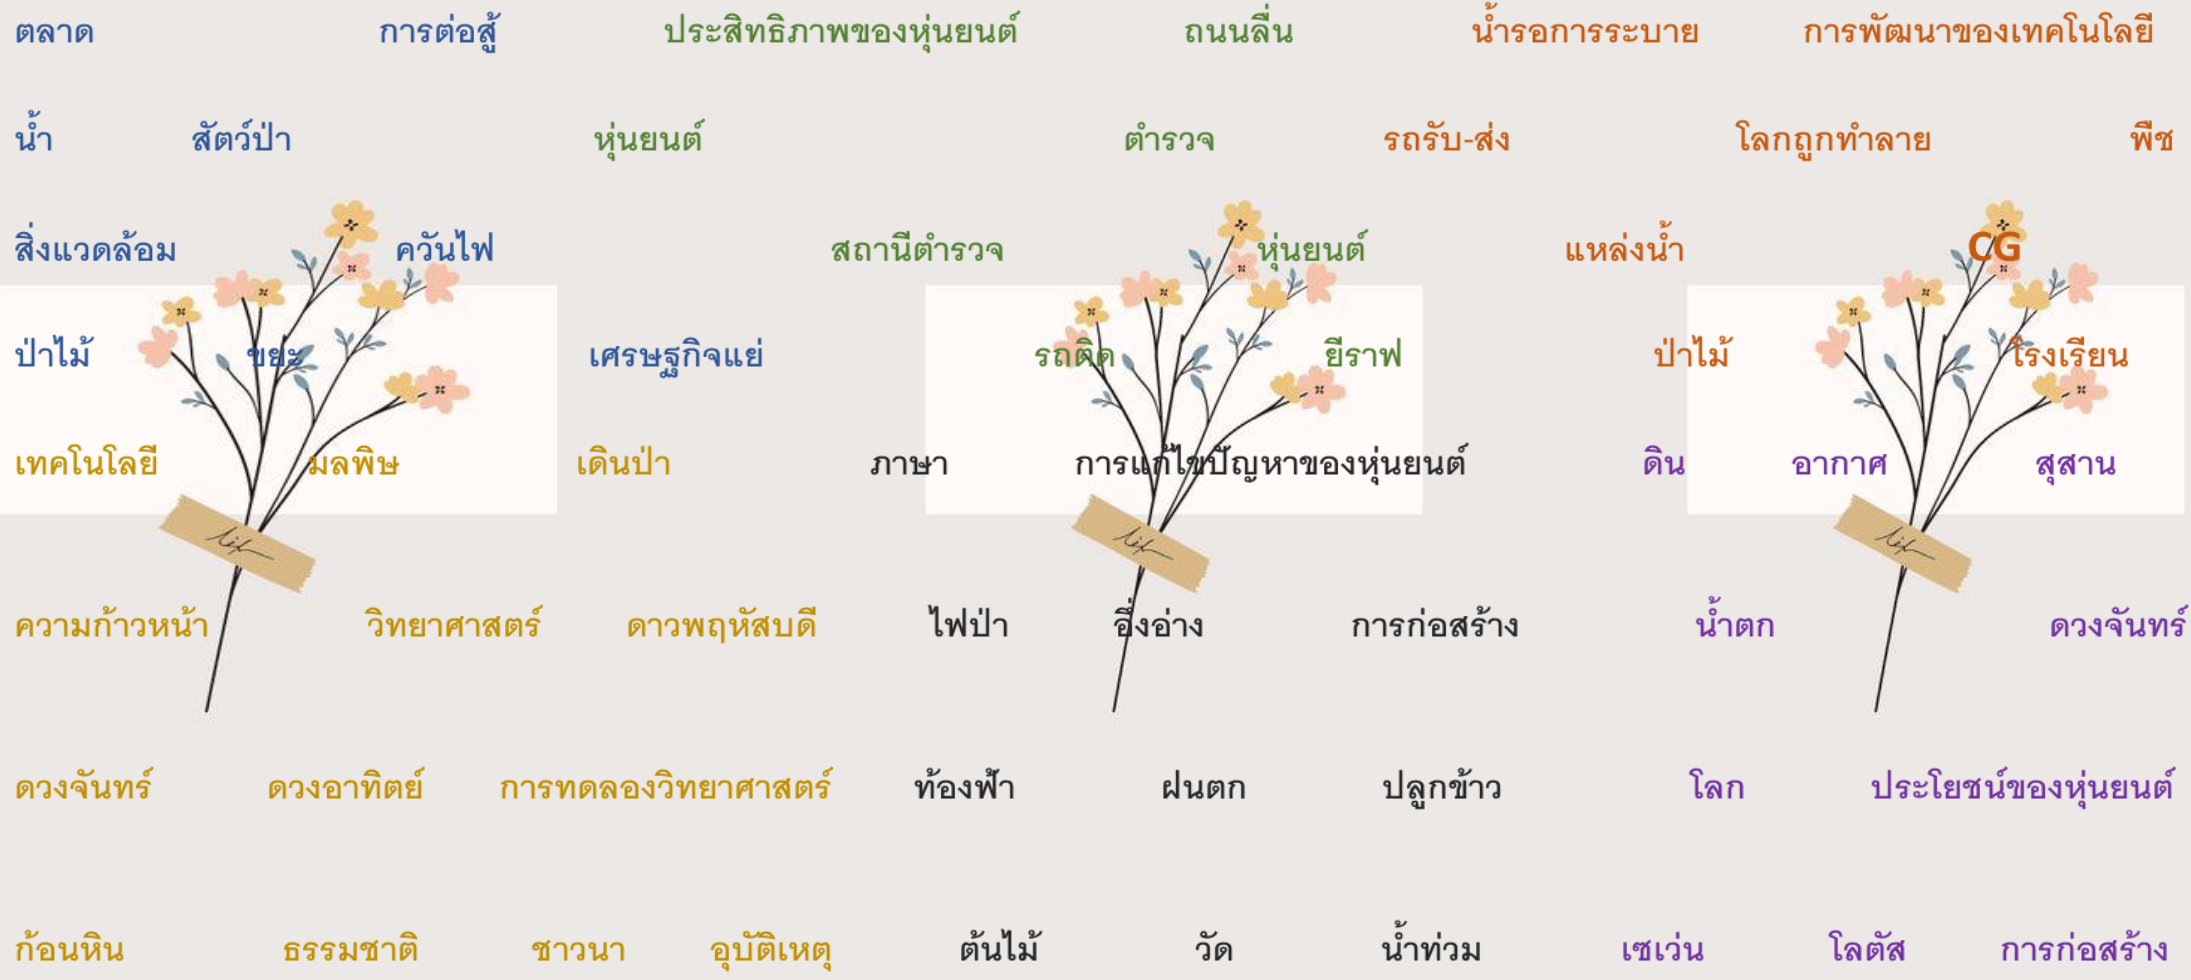 ตลาด การต่อสู้ ประสิทธิภาพของหุ่นยนต์ ถนนลื่น น้ำรอการระบาย การพัฒนาของเทคโนโลยี
น้ำ สัตว์ป่า หุ่นยนต์ ตำรวจ รถรับ-ส่ง โลกถูกทำลาย พืช
สิ่งแวดล้อม ควันไฟ สถานีตำรวจ หุ่นยนต์ แหล่งน้ำ CG
ป่าไม้ ขยะ เศรษฐกิจแย่ รถติด ยีราฟ ป่าไม้ โรงเรียน
เทคโนโลยี มลพิษ เดินป่า ภาษา การแก้ไขปัญหาของหุ่นยนต์ ดิน อากาศ สุสาน
ความก้าวหน้า วิทยาศาสตร์ ดาวพฤหัสบดี ไฟป่า อึ่งอ่าง การก่อสร้าง น้ำตก ดวงจันทร์
ดวงจันทร์ ดวงอาทิตย์ การทดลองวิทยาศาสตร์ ท้องฟ้า ฝนตก ปลูกข้าว โลก ประโยชน์ของหุ่นยนต์
ก้อนหิน ธรรมชาติ ชาวนา อุบัติเหตุ ต้นไม้ วัด น้ำท่วม เซเว่น โลตัส การก่อสร้าง